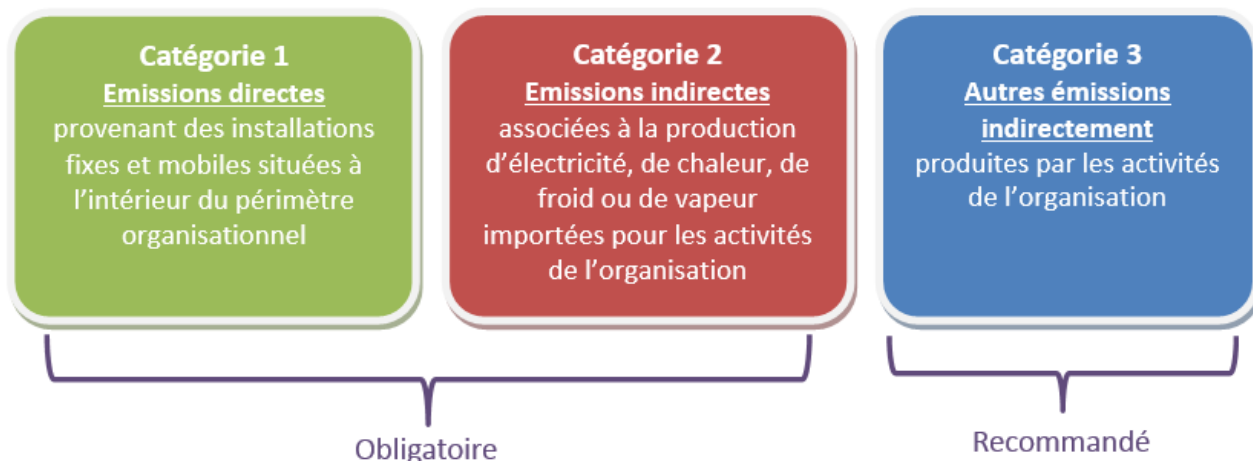 Catégorie 1
Emissions directes
provenant des installations
fixes et mobiles situées à
l’intérieur du périmètre
organisationnel
Catégorie 2
Emissions indirectes
associées à la production
d’électricité, de chaleur, de
froid ou de vapeur
importées pour les activités
de l’organisation
Catégorie 3
Autres émissions
indirectement
produites par les activités
de l’organisation
Obligatoire
Recommandé